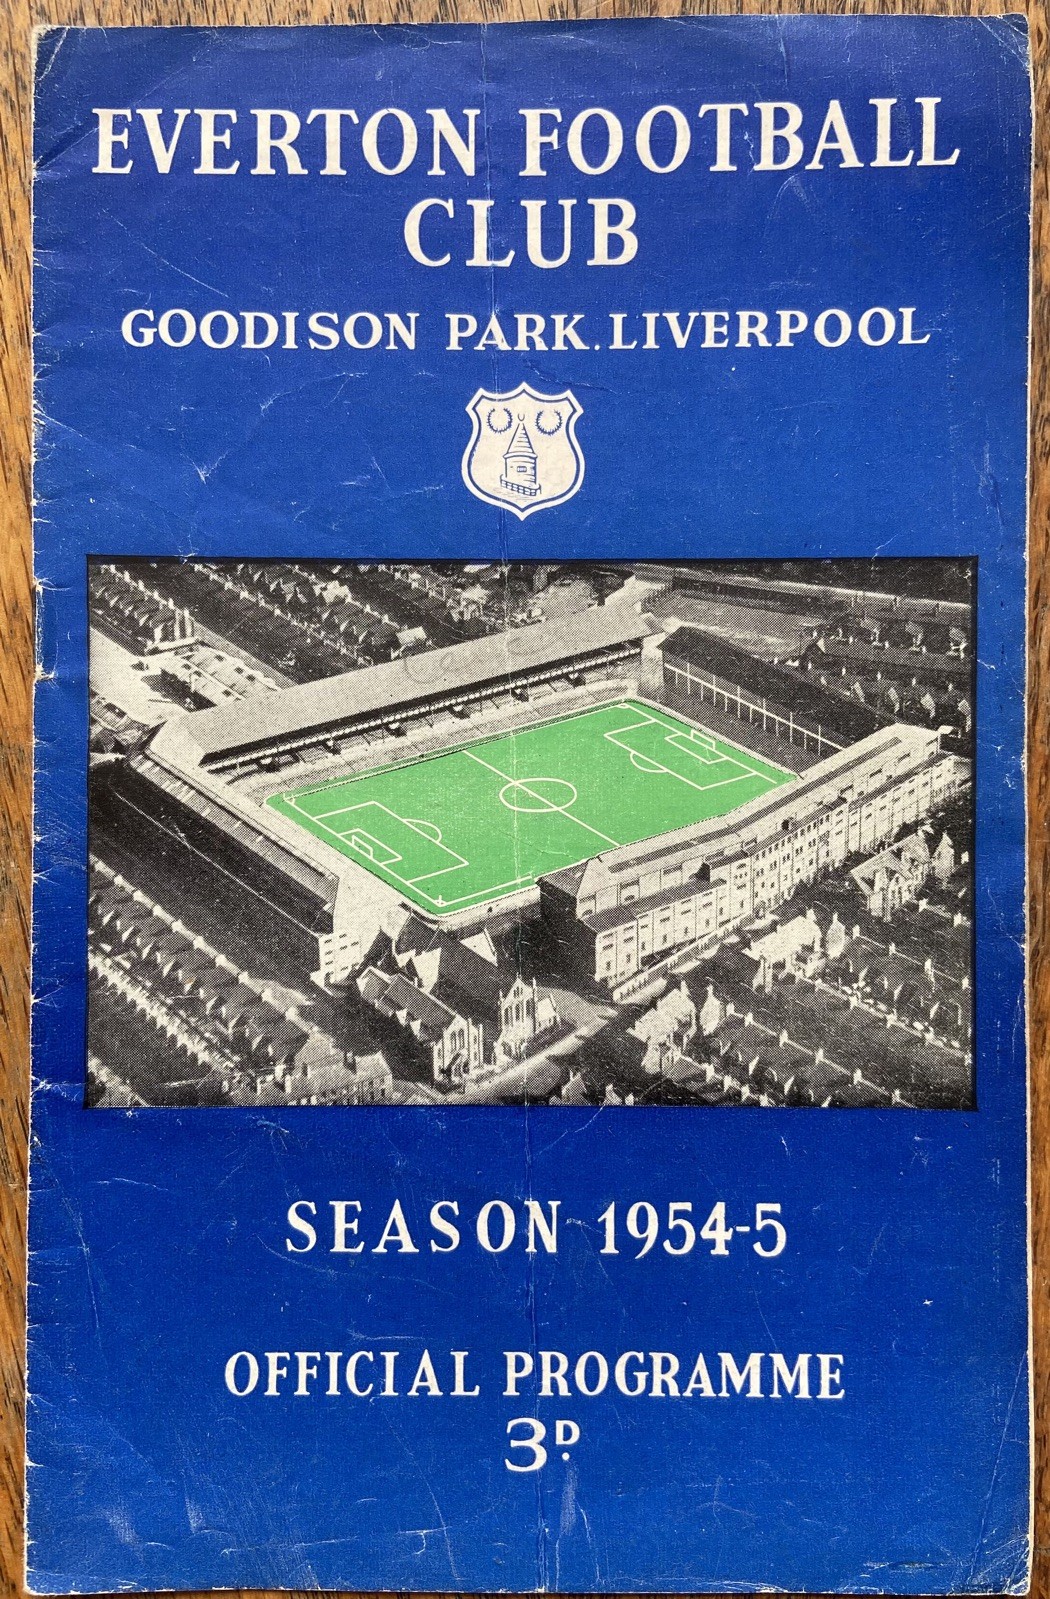 EVERTON FOOTBALL
CLUB
GOODISON PARK. LIVERPOOL
SEASON 1954-5
OFFICIAL PROGRAMME
3D.